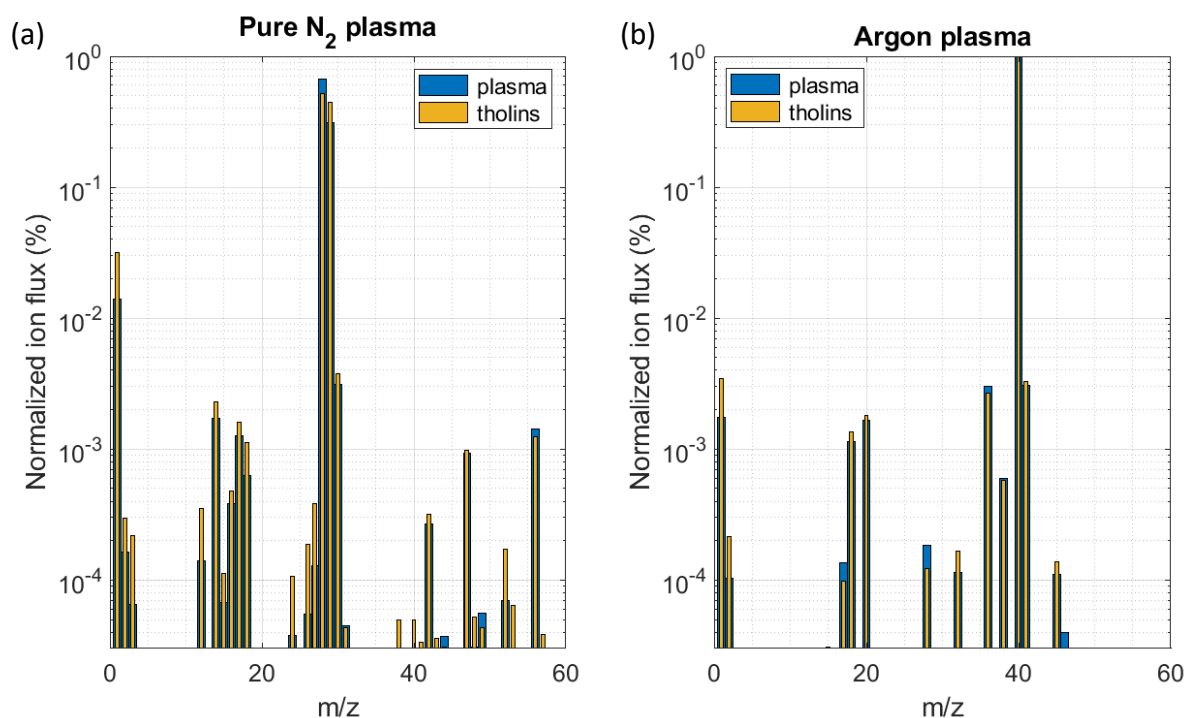 (a)
Pure N2 plasma
10^0
10^-1
10^-2
10^-3
10^-4
Normalized ion flux (%)
plasma
tholins
0 20 40 60
m/z
(b)
Argon plasma
10^0
10^-1
10^-2
10^-3
10^-4
Normalized ion flux (%)
plasma
tholins
0 20 40 60
m/z